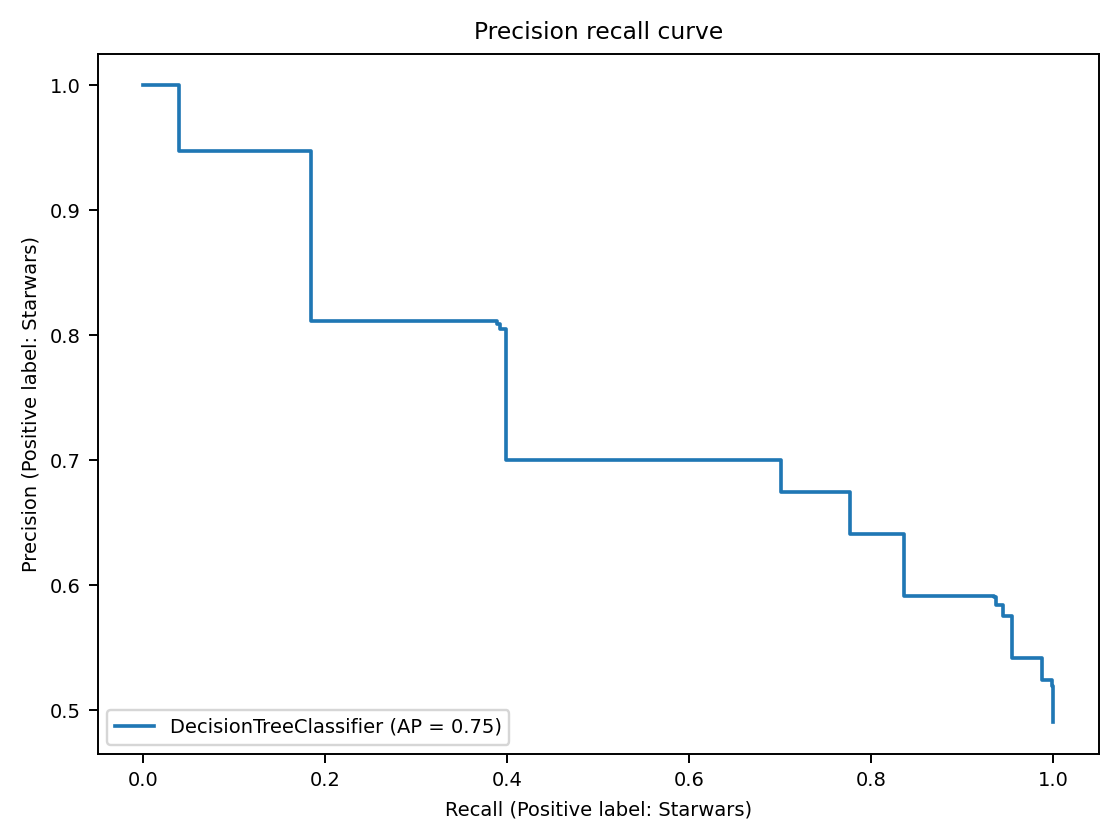 Precision recall curve
1.0
0.9
0.8
0.7
0.6
0.5
Precision (Positive label: Starwars)
DecisionTreeClassifier (AP = 0.75)
0.0 0.2 0.4 0.6 0.8 1.0
Recall (Positive label: Starwars)